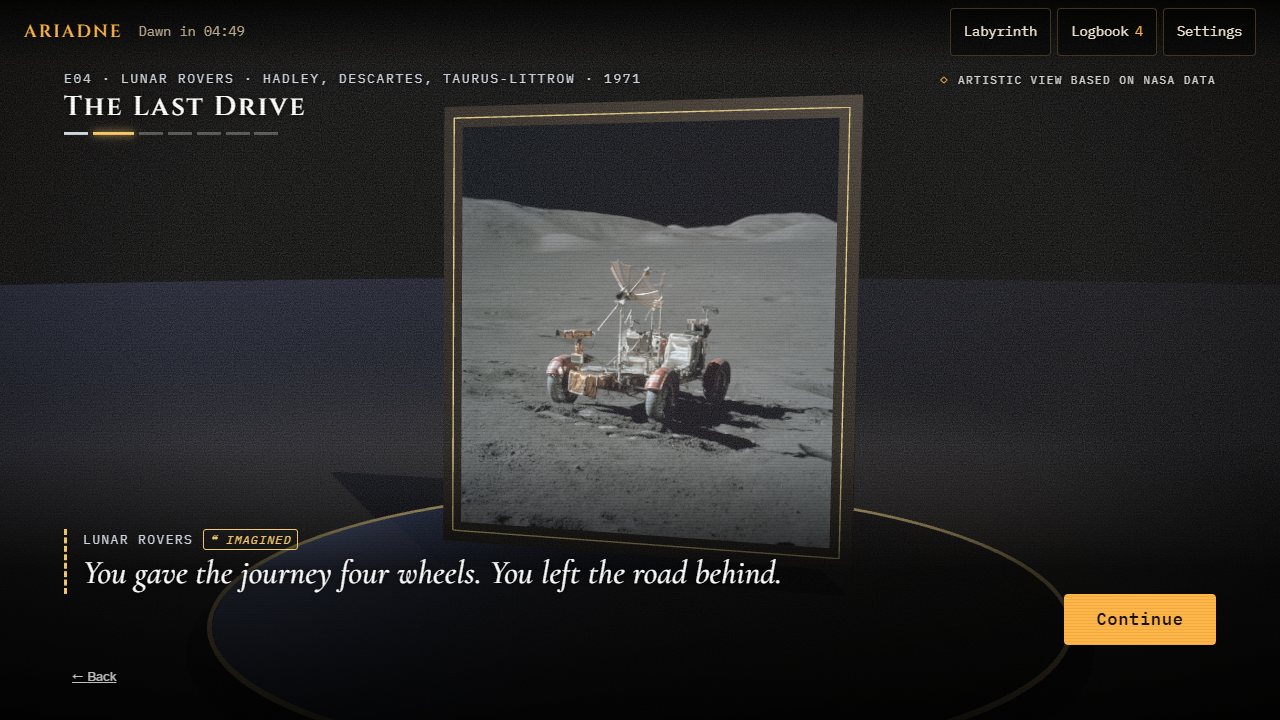 ARIADNE Dawn in 04:49 Labyrinth Logbook 4 Settings
E04 · LUNAR ROVERS · HADLEY, DESCARTES, TAURUS-LITTROW · 1971
◇ ARTISTIC VIEW BASED ON NASA DATA
The Last Drive
LUNAR ROVERS ❝ IMAGINED
You gave the journey four wheels. You left the road behind.
Continue
← Back